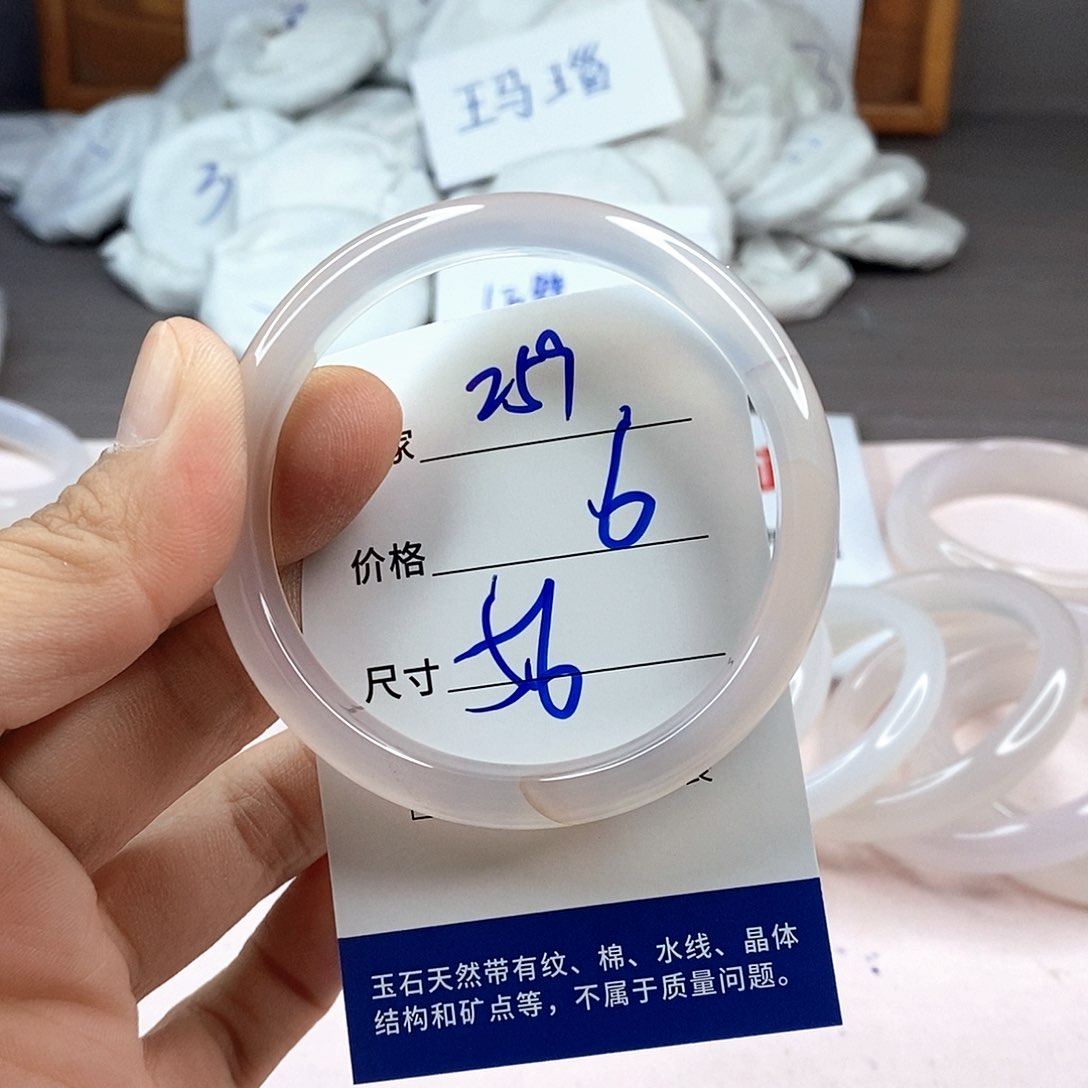 玛瑙
3
259
家
6
价格
56
尺寸
玉石天然带有纹、棉、水线、晶体
结构和矿点等，不属于质量问题。